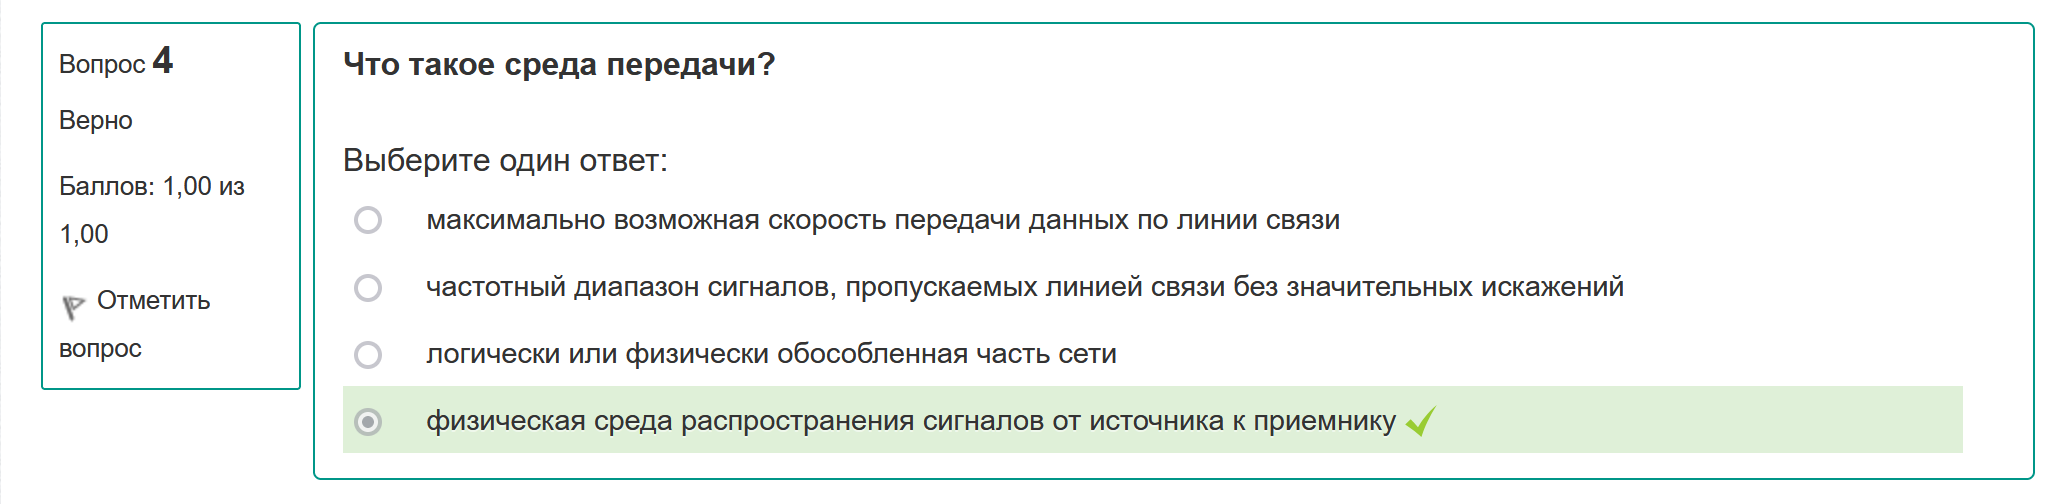 Вопрос 4
Верно
Баллов: 1,00 из
1,00
Отметить
вопрос
Что такое среда передачи?
Выберите один ответ:
максимально возможная скорость передачи данных по линии связи
частотный диапазон сигналов, пропускаемых линией связи без значительных искажений
логически или физически обособленная часть сети
физическая среда распространения сигналов от источника к приемнику